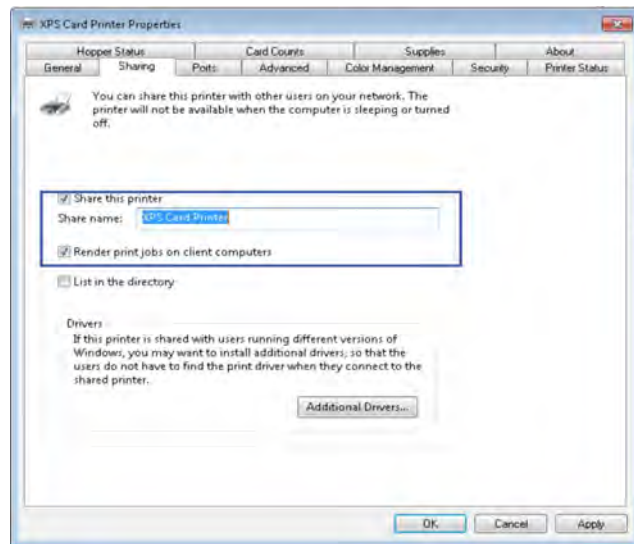 XPS Card Printer Properties
Hopper Status Card Counts Supplies About
General Sharing Ports Advanced Color Management Security Printer Status
You can share this printer with other users on your network. The
printer will not be available when the computer is sleeping or turned
off.
Share this printer
Share name: XPS Card Printer
Render print jobs on client computers
List in the directory
Drivers
If this printer is shared with users running different versions of
Windows, you may want to install additional drivers, so that the
users do not have to find the print driver when they connect to the
shared printer.
Additional Drivers...
OK Cancel Apply